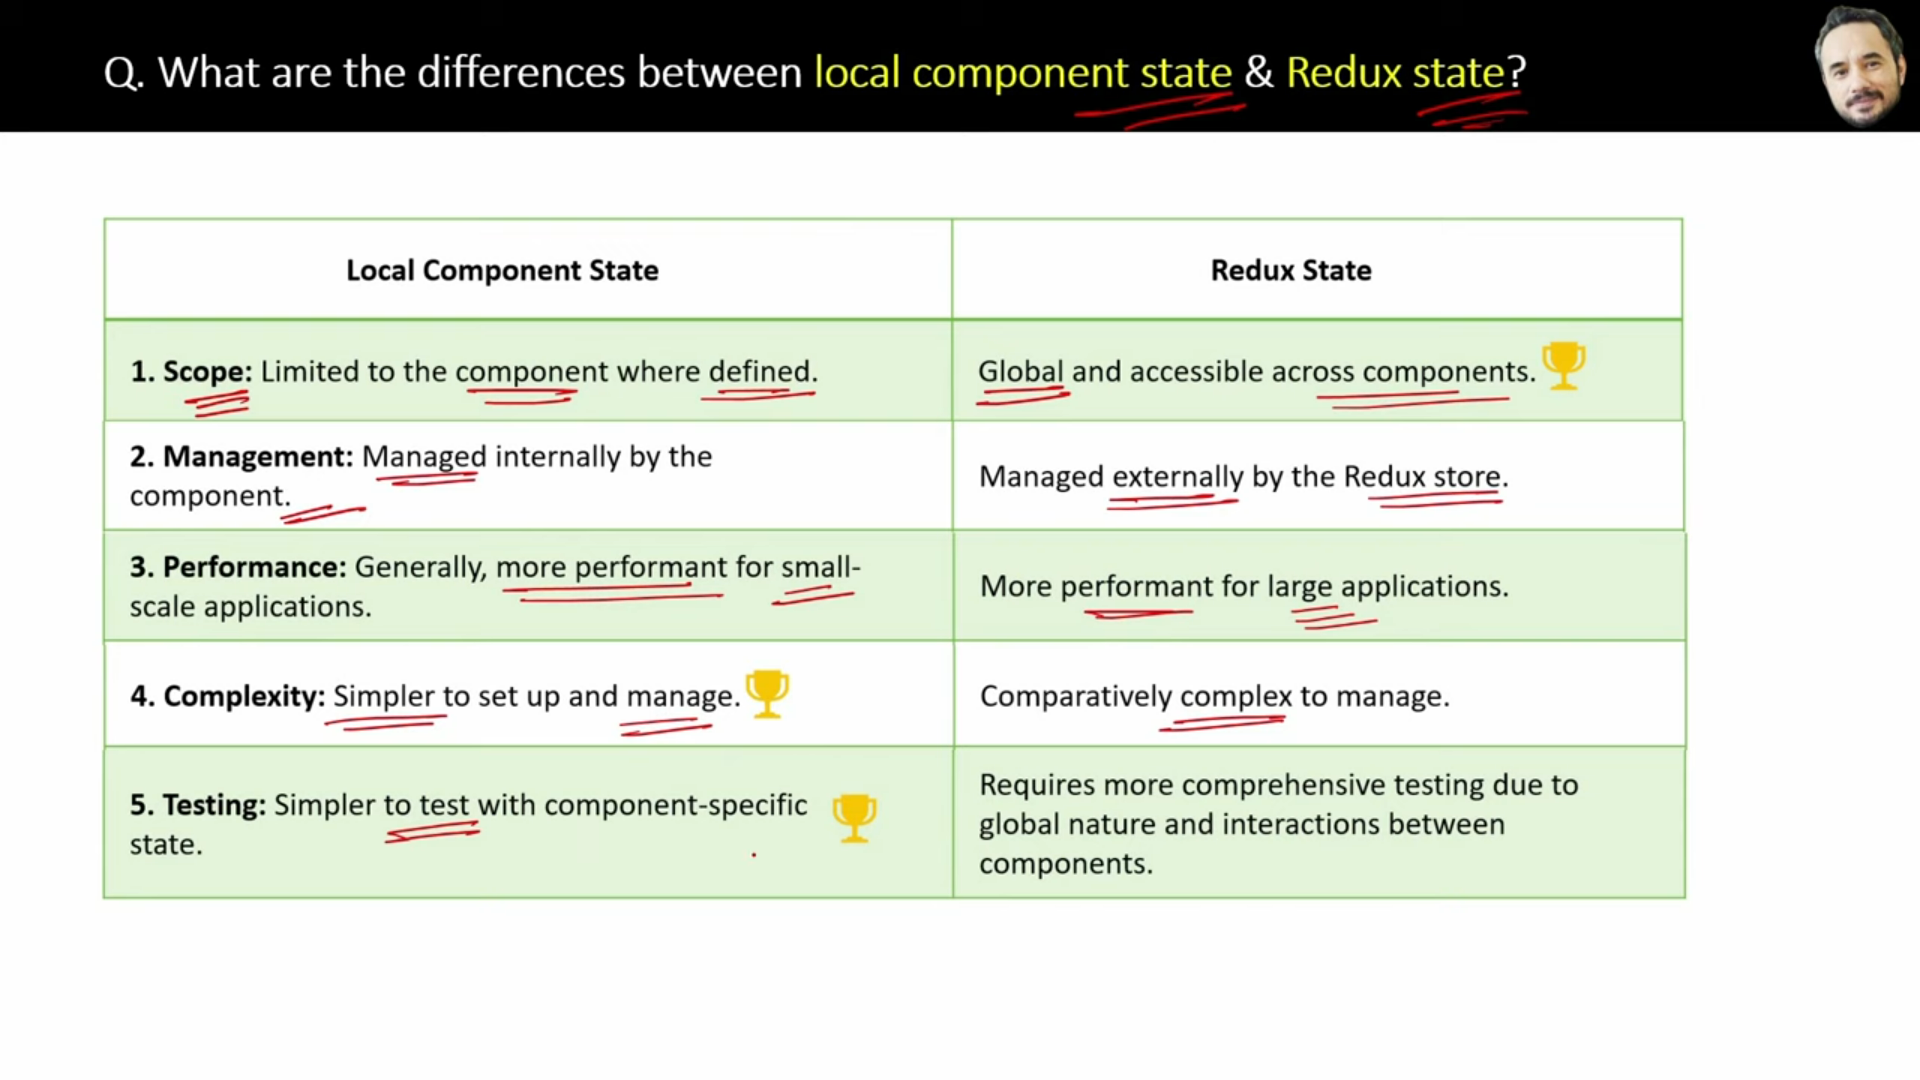 Q. What are the differences between local component state & Redux state?
Local Component State
Redux State
1. Scope: Limited to the component where defined.
Global and accessible across components.
2. Management: Managed internally by the
component.
Managed externally by the Redux store.
3. Performance: Generally, more performant for small-
scale applications.
More performant for large applications.
4. Complexity: Simpler to set up and manage.
Comparatively complex to manage.
5. Testing: Simpler to test with component-specific
state.
Requires more comprehensive testing due to
global nature and interactions between
components.